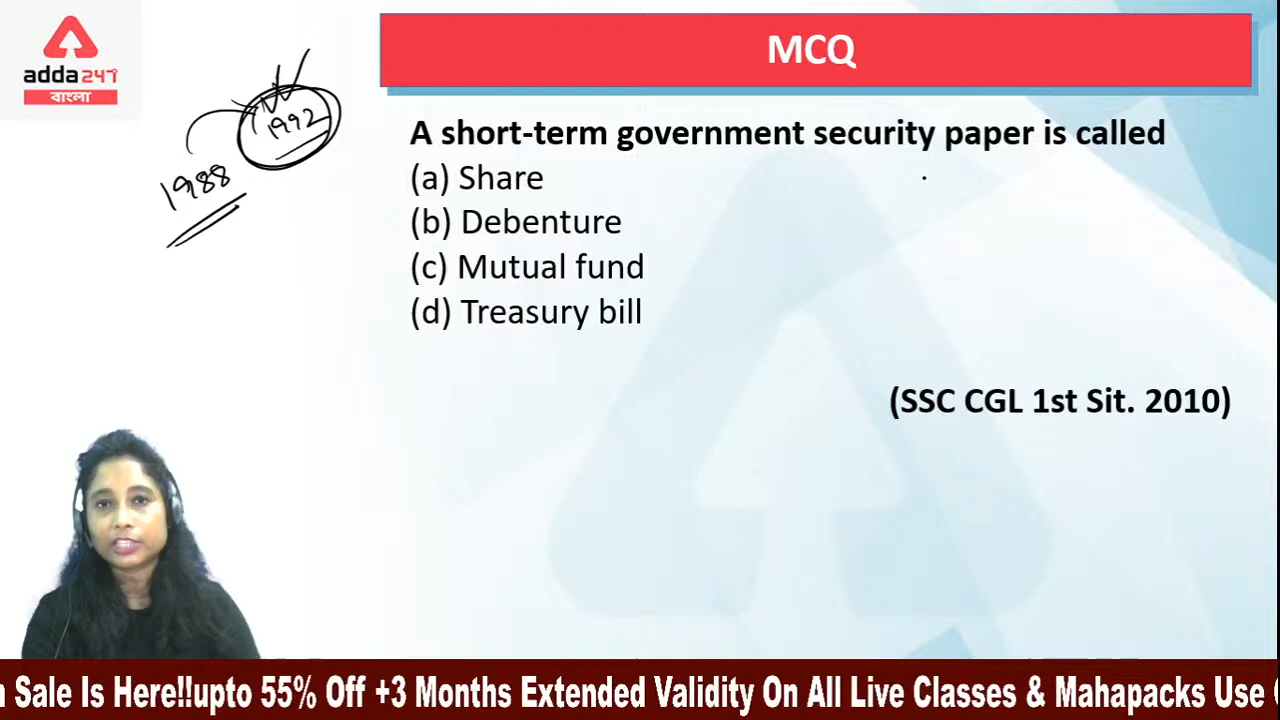 adda247
বাংলা
1992
1988
MCQ
A short-term government security paper is called
(a) Share
(b) Debenture
(c) Mutual fund
(d) Treasury bill
(SSC CGL 1st Sit. 2010)
Sale Is Here!!upto 55% Off +3 Months Extended Validity On All Live Classes & Mahapacks Use